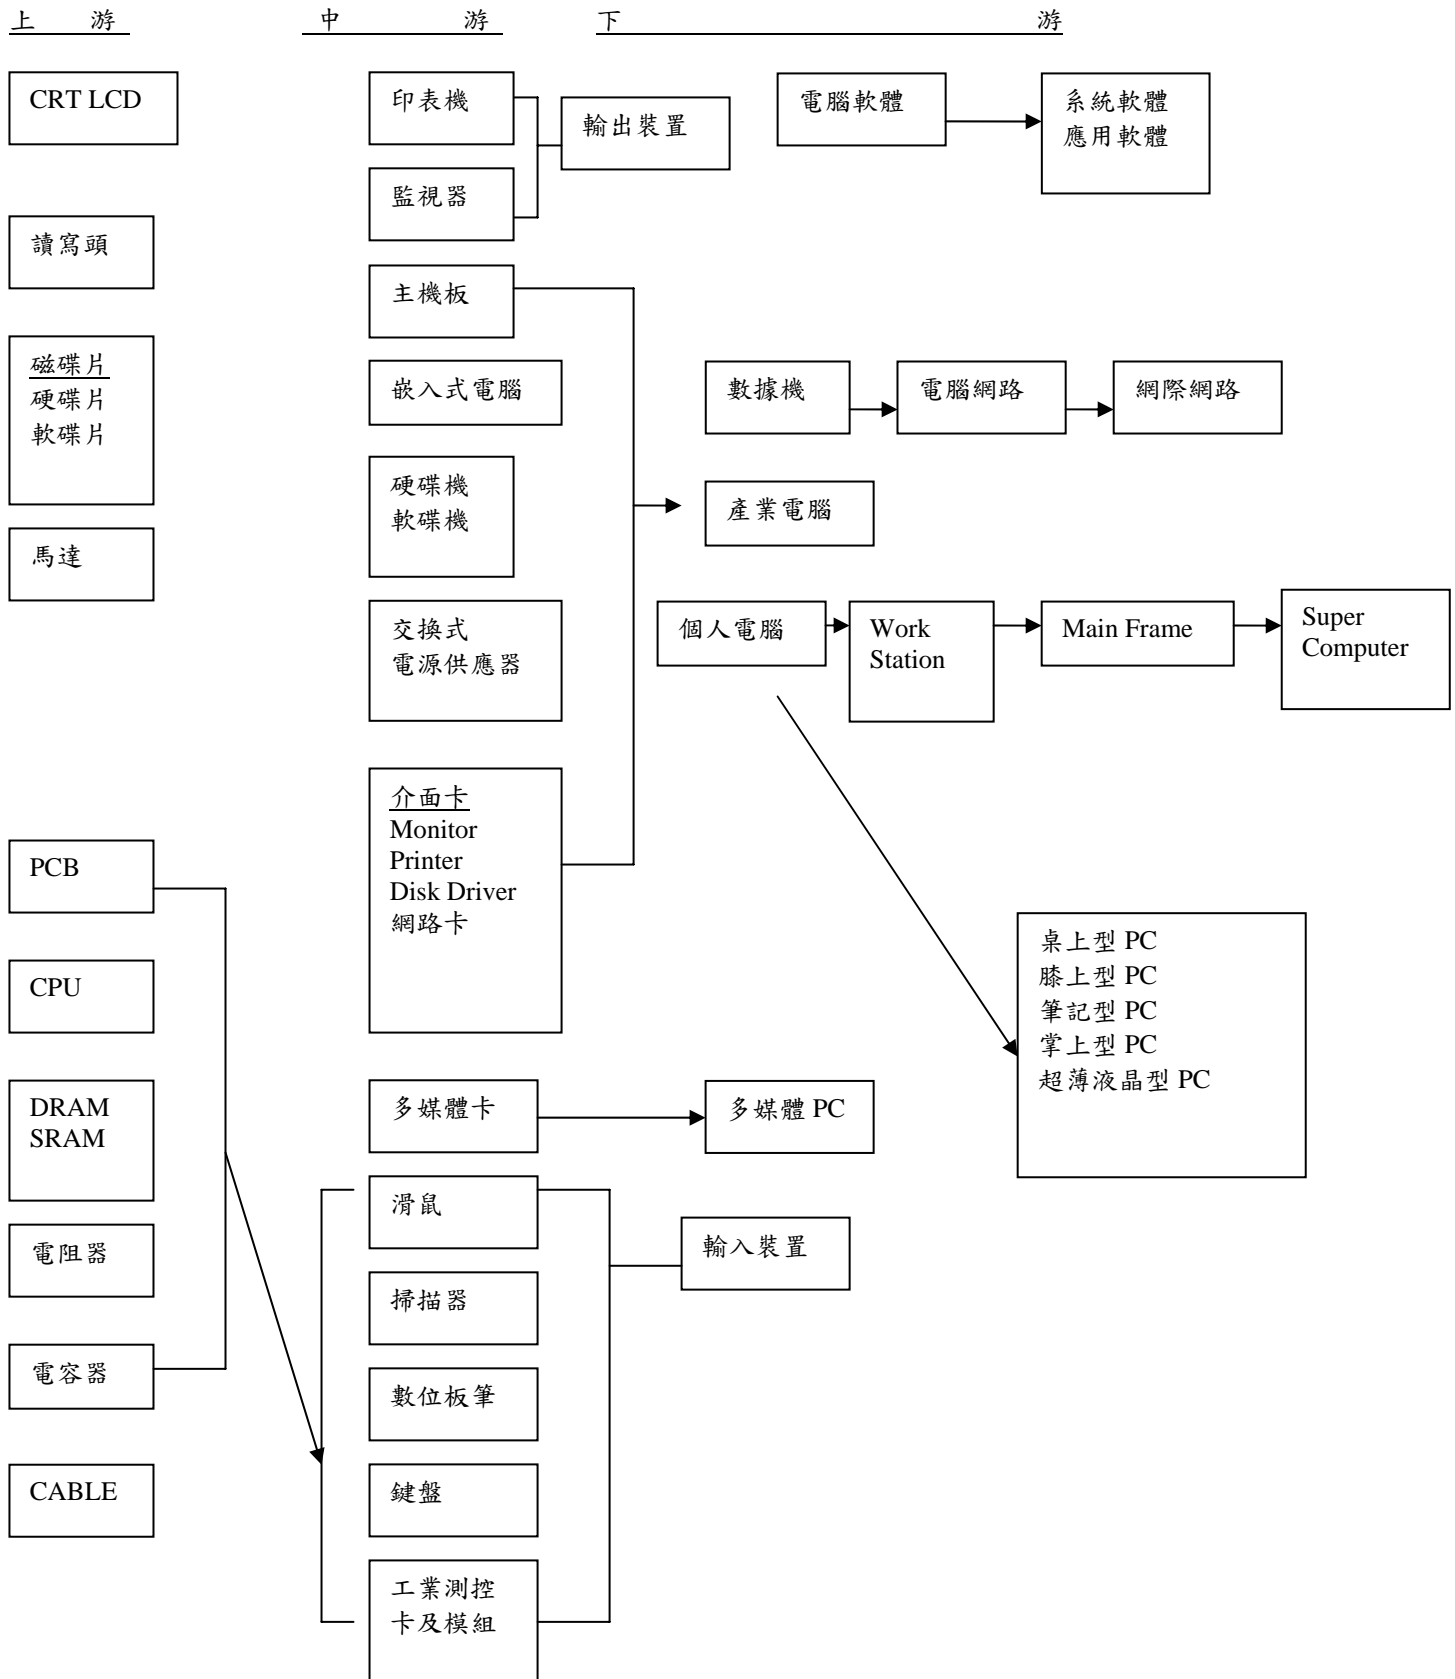 上 游
中 游
下 游
CRT LCD
讀寫頭
磁碟片
硬碟片
軟碟片
馬達
PCB
CPU
DRAM
SRAM
電阻器
電容器
CABLE
印表機
監視器
輸出裝置
主機板
嵌入式電腦
硬碟機
軟碟機
交換式
電源供應器
介面卡
Monitor
Printer
Disk Driver
網路卡
多媒體卡
滑鼠
掃描器
數位板筆
鍵盤
工業測控
卡及模組
電腦軟體
系統軟體
應用軟體
數據機
電腦網路
網際網路
產業電腦
個人電腦
Work
Station
Main Frame
Super
Computer
桌上型 PC
膝上型 PC
筆記型 PC
掌上型 PC
超薄液晶型 PC
多媒體 PC
輸入裝置